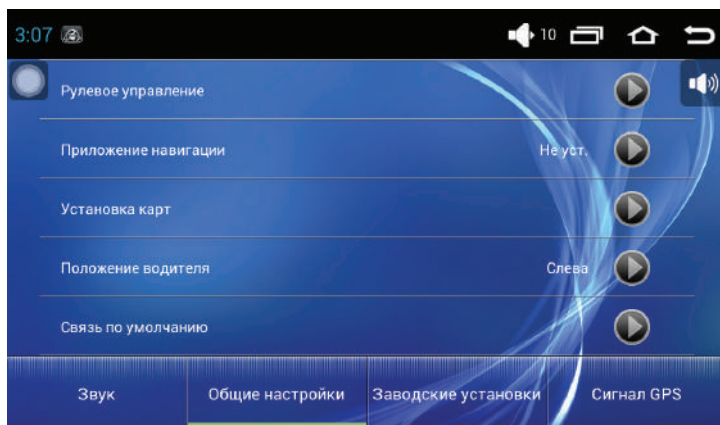 3:07 10
Рулевое управление
Приложение навигации Не уст.
Установка карт
Положение водителя Слева
Связь по умолчанию
Звук Общие настройки Заводские установки Сигнал GPS